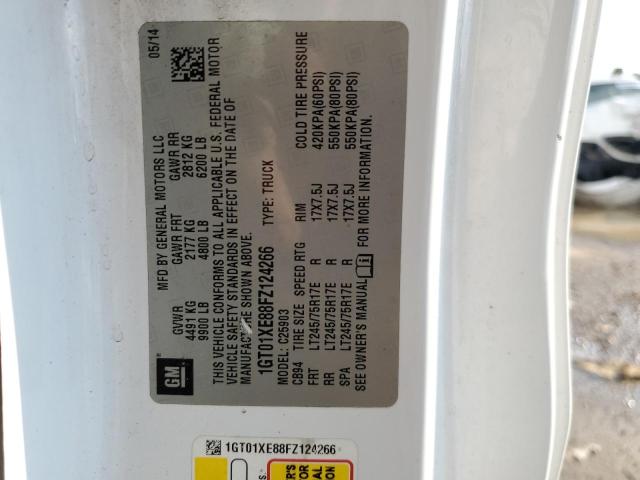 MFD BY GENERAL MOTORS LLC 05/14
GVWR GAWR FRT GAWR RR
4491 KG 2177 KG 2812 KG
9900 LB 4800 LB 6200 LB
THIS VEHICLE CONFORMS TO ALL APPLICABLE U.S. FEDERAL MOTOR
VEHICLE SAFETY STANDARDS IN EFFECT ON THE DATE OF
MANUFACTURE SHOWN ABOVE.
1GT01XE88FZ124266 TYPE: TRUCK
MODEL: C25903
CB94 TIRE SIZE SPEED RTG RIM COLD TIRE PRESSURE
FRT LT245/75R17E R 17X7.5J 420KPA(60PSI)
RR LT245/75R17E R 17X7.5J 550KPA(80PSI)
SPA LT245/75R17E R 17X7.5J 550KPA(80PSI)
SEE OWNER'S MANUAL FOR MORE INFORMATION.
GM
1GT01XE88FZ124266